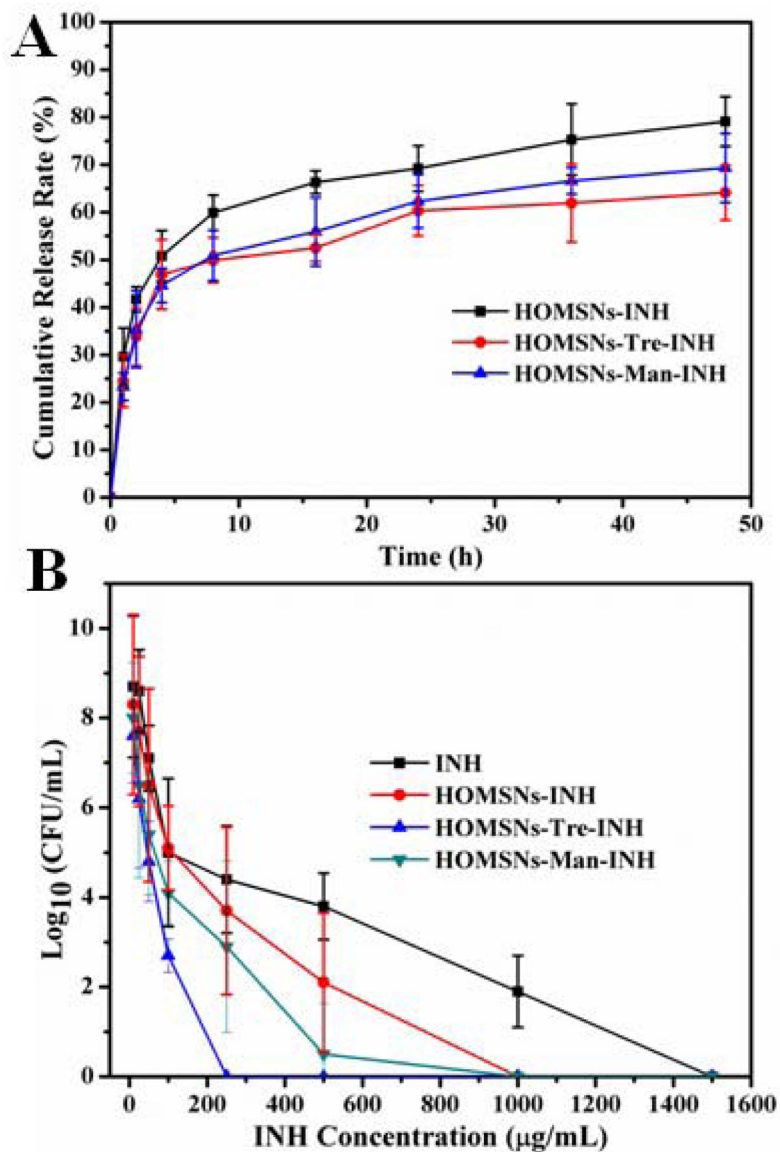 A
100
90
80
70
60
50
40
30
20
10
0
Cumulative Release Rate (%)
HOMSNs-INH
HOMSNs-Tre-INH
HOMSNs-Man-INH
0 10 20 30 40 50
Time (h)
B
10
8
6
4
2
0
Log10 (CFU/mL)
INH
HOMSNs-INH
HOMSNs-Tre-INH
HOMSNs-Man-INH
0 200 400 600 800 1000 1200 1400 1600
INH Concentration (μg/mL)